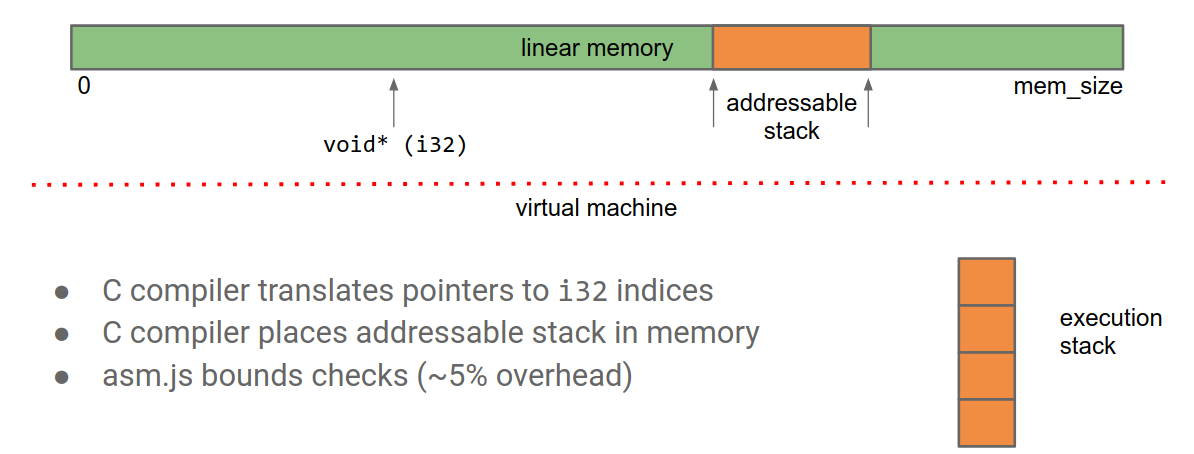 linear memory
0
mem_size
addressable
stack
void* (i32)
virtual machine
● C compiler translates pointers to i32 indices
● C compiler places addressable stack in memory
● asm.js bounds checks (~5% overhead)
execution
stack